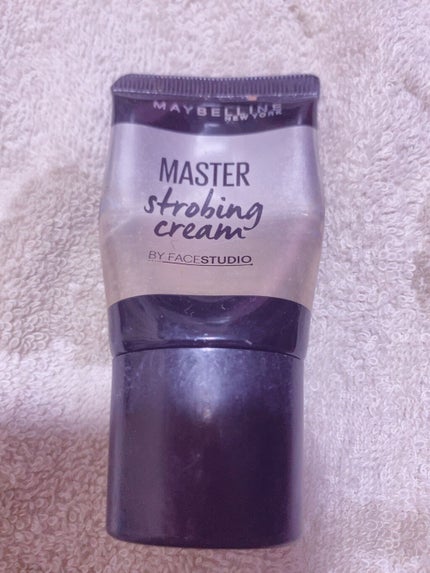 MAYBELLINE
NEW YORK
MASTER
strobing
cream
BY FACESTUDIO